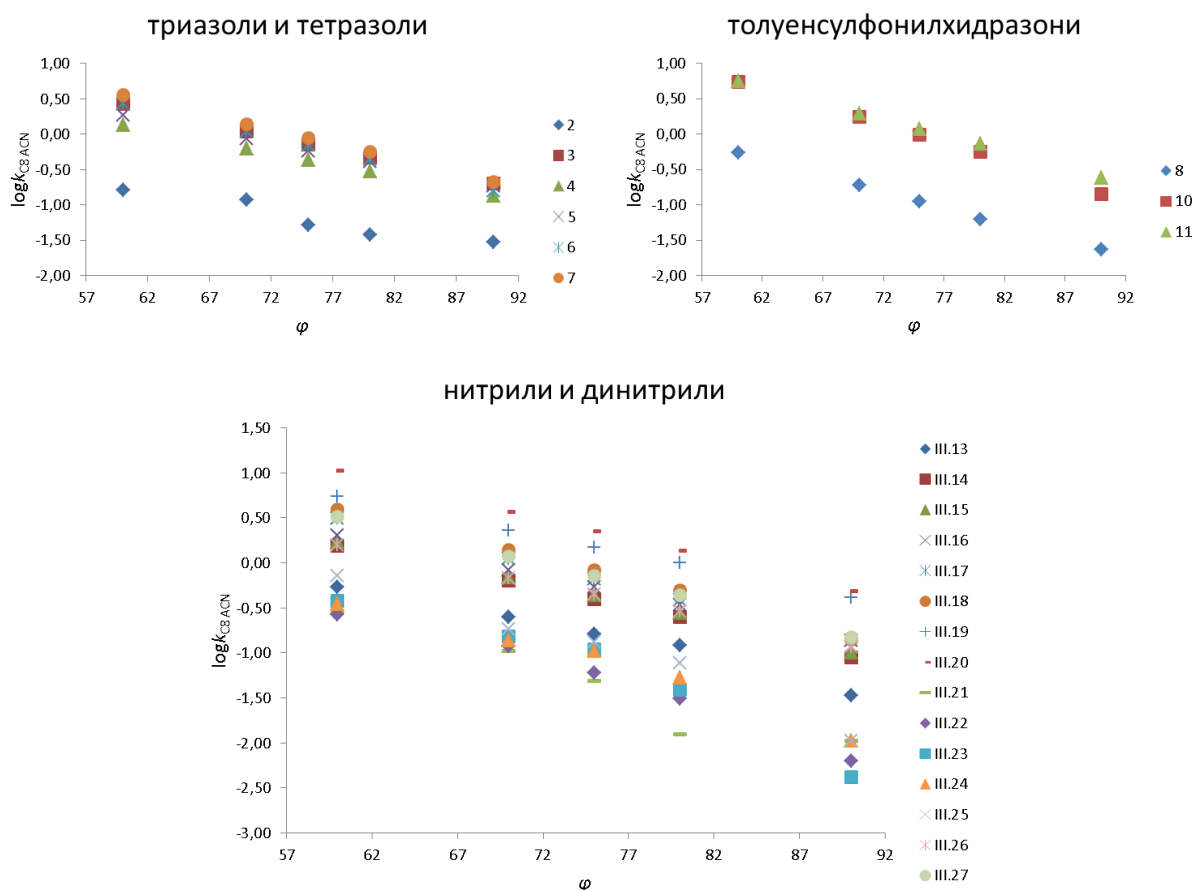 триазоли и тетразоли
1,00
0,50
0,00
-0,50
-1,00
-1,50
-2,00
57 62 67 72 77 82 87 92
logkC8.ACN
φ
2
3
4
5
6
7
толуенсулфонилхидразони
1,00
0,50
0,00
-0,50
-1,00
-1,50
-2,00
57 62 67 72 77 82 87 92
logkC8.ACN
φ
8
10
11
нитрили и динитрили
1,50
1,00
0,50
0,00
-0,50
-1,00
-1,50
-2,00
-2,50
-3,00
57 62 67 72 77 82 87 92
logkC8.ACN
φ
III.13
III.14
III.15
III.16
III.17
III.18
III.19
III.20
III.21
III.22
III.23
III.24
III.25
III.26
III.27